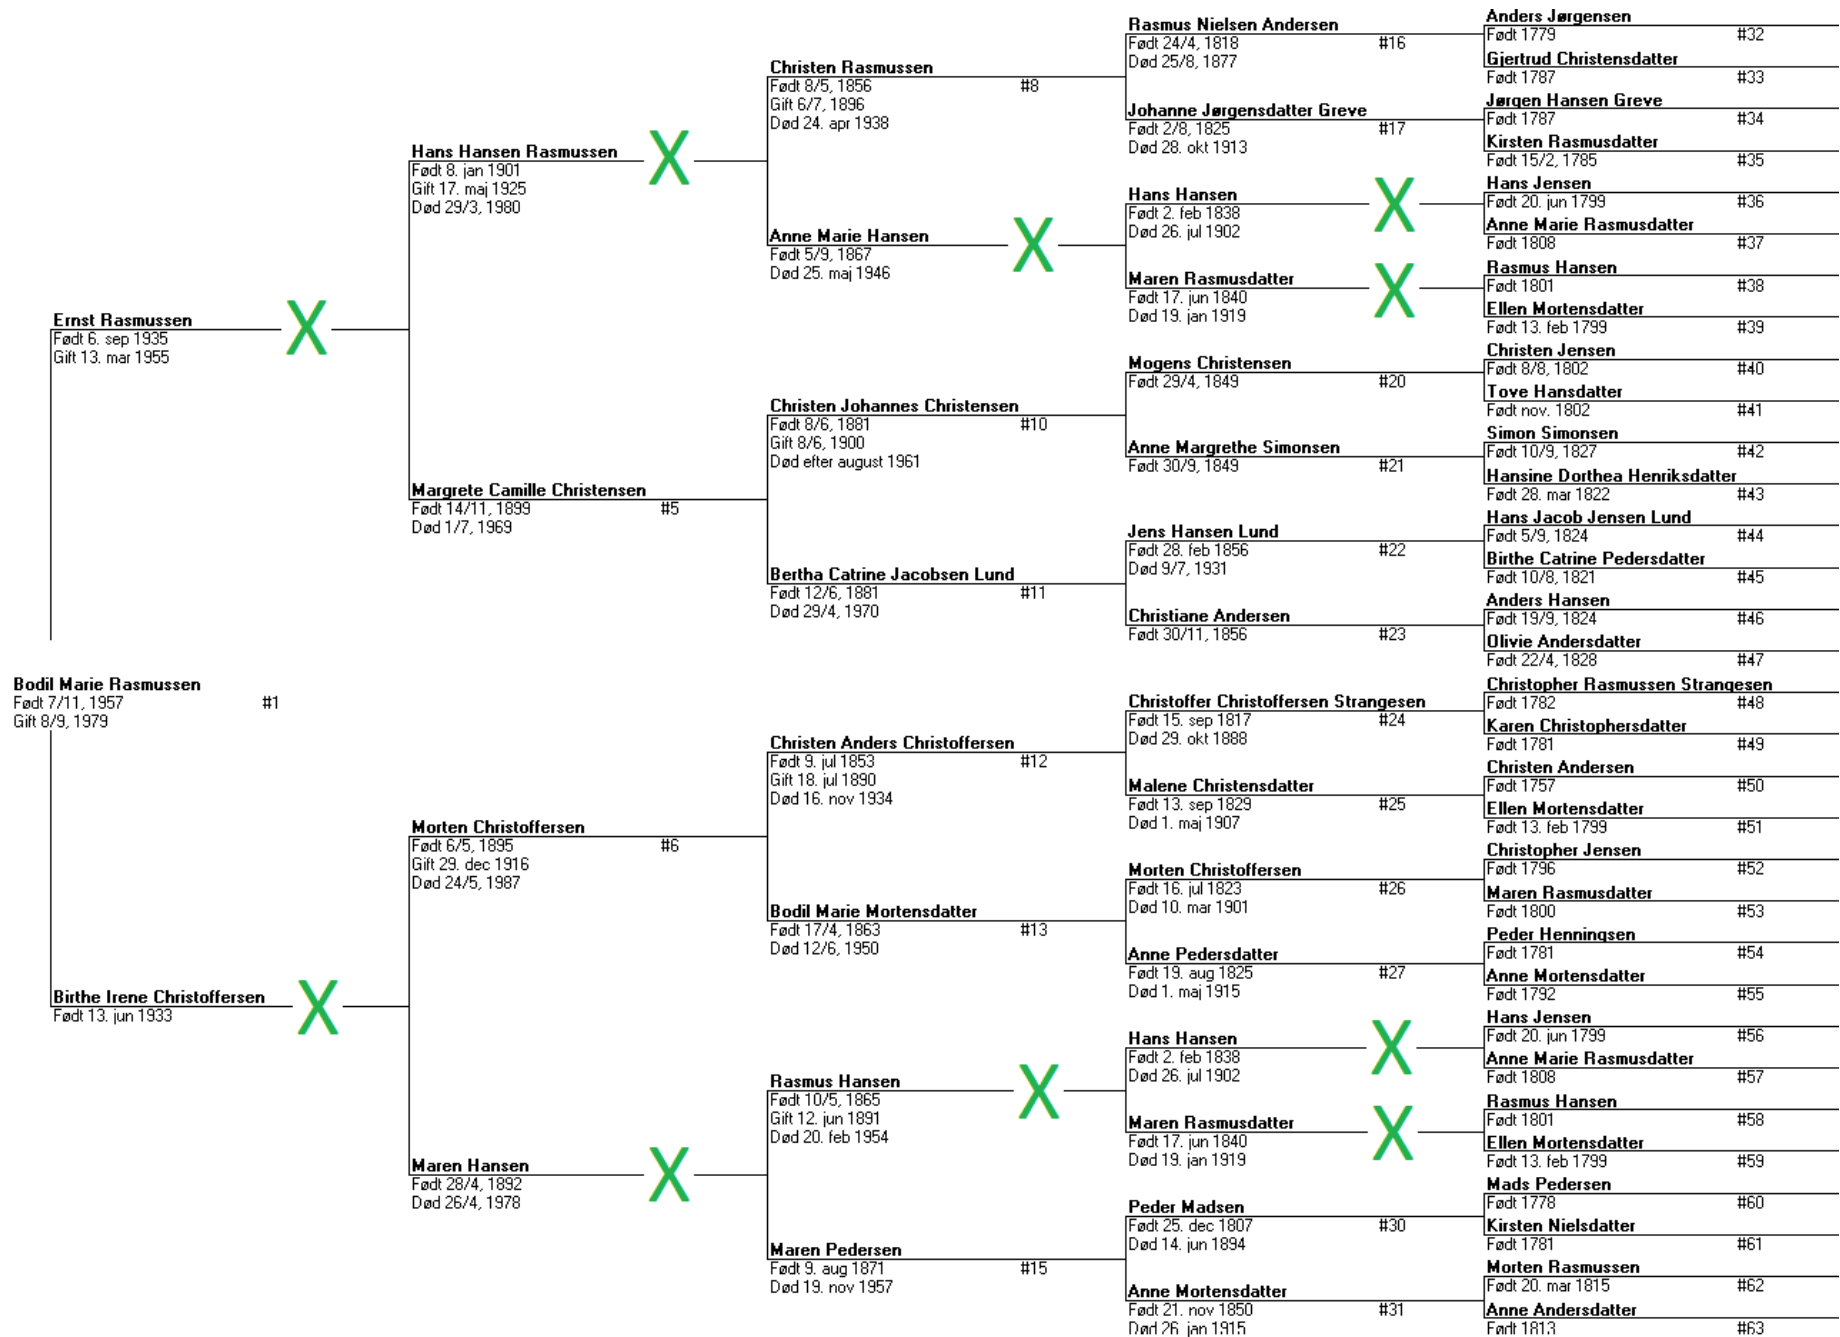 Bodil Marie Rasmussen
Født 7/11, 1957 #1
Gift 8/9, 1979
Ernst Rasmussen
Født 6. sep 1935
Gift 13. mar 1955
X
Birthe Irene Christoffersen
Født 13. jun 1933
X
Hans Hansen Rasmussen
Født 8. jan 1901
Gift 17. maj 1925
Død 29/3, 1980
X
Margrete Camille Christensen
Født 14/11, 1899 #5
Død 1/7, 1969
Morten Christoffersen
Født 6/5, 1895 #6
Gift 29. dec 1916
Død 24/5, 1987
Maren Hansen
Født 28/4, 1892
Død 26/4, 1978
X
Christen Rasmussen
Født 8/5, 1856 #8
Gift 6/7, 1896
Død 24. apr 1938
Anne Marie Hansen
Født 5/9, 1867
Død 25. maj 1946
X
Christen Johannes Christensen
Født 8/6, 1881 #10
Gift 8/6, 1900
Død efter august 1961
Bertha Catrine Jacobsen Lund
Født 12/6, 1881 #11
Død 29/4, 1970
Christen Anders Christoffersen
Født 9. jul 1853 #12
Gift 18. jul 1890
Død 16. nov 1934
Bodil Marie Mortensdatter
Født 17/4, 1863 #13
Død 12/6, 1950
Rasmus Hansen
Født 10/5, 1865
Gift 12. jun 1891
Død 20. feb 1954
X
Maren Pedersen
Født 9. aug 1871 #15
Død 19. nov 1957
Rasmus Nielsen Andersen
Født 24/4, 1818 #16
Død 25/8, 1877
Johanne Jørgensdatter Greve
Født 2/8, 1825 #17
Død 28. okt 1913
Hans Hansen
Født 2. feb 1838
Død 26. jul 1902
X
Maren Rasmusdatter
Født 17. jun 1840
Død 19. jan 1919
X
Mogens Christensen
Født 29/4, 1849 #20
Anne Margrethe Simonsen
Født 30/9, 1849 #21
Jens Hansen Lund
Født 28. feb 1856 #22
Død 9/7, 1931
Christiane Andersen
Født 30/11, 1856 #23
Christoffer Christoffersen Strangesen
Født 15. sep 1817 #24
Død 29. okt 1888
Malene Christensdatter
Født 13. sep 1829 #25
Død 1. maj 1907
Morten Christoffersen
Født 16. jul 1823 #26
Død 10. mar 1901
Anne Pedersdatter
Født 19. aug 1825 #27
Død 1. maj 1915
Hans Hansen
Født 2. feb 1838
Død 26. jul 1902
X
Maren Rasmusdatter
Født 17. jun 1840
Død 19. jan 1919
X
Peder Madsen
Født 25. dec 1807 #30
Død 14. jun 1894
Anne Mortensdatter
Født 21. nov 1850 #31
Død 26. jan 1915
Anders Jørgensen
Født 1779 #32
Gjertrud Christensdatter
Født 1787 #33
Jørgen Hansen Greve
Født 1787 #34
Kirsten Rasmusdatter
Født 15/2, 1785 #35
Hans Jensen
Født 20. jun 1799 #36
Anne Marie Rasmusdatter
Født 1808 #37
Rasmus Hansen
Født 1801 #38
Ellen Mortensdatter
Født 13. feb 1799 #39
Christen Jensen
Født 8/8, 1802 #40
Tove Hansdatter
Født nov. 1802 #41
Simon Simonsen
Født 10/9, 1827 #42
Hansine Dorthea Henriksdatter
Født 28. mar 1822 #43
Hans Jacob Jensen Lund
Født 5/9, 1824 #44
Birthe Catrine Pedersdatter
Født 10/8, 1821 #45
Anders Hansen
Født 19/9, 1824 #46
Olivie Andersdatter
Født 22/4, 1828 #47
Christopher Rasmussen Strangesen
Født 1782 #48
Karen Christophersdatter
Født 1781 #49
Christen Andersen
Født 1757 #50
Ellen Mortensdatter
Født 13. feb 1799 #51
Christopher Jensen
Født 1796 #52
Maren Rasmusdatter
Født 1800 #53
Peder Henningsen
Født 1781 #54
Anne Mortensdatter
Født 1792 #55
Hans Jensen
Født 20. jun 1799 #56
Anne Marie Rasmusdatter
Født 1808 #57
Rasmus Hansen
Født 1801 #58
Ellen Mortensdatter
Født 13. feb 1799 #59
Mads Pedersen
Født 1778 #60
Kirsten Nielsdatter
Født 1781 #61
Morten Rasmussen
Født 20. mar 1815 #62
Anne Andersdatter
Født 1813 #63